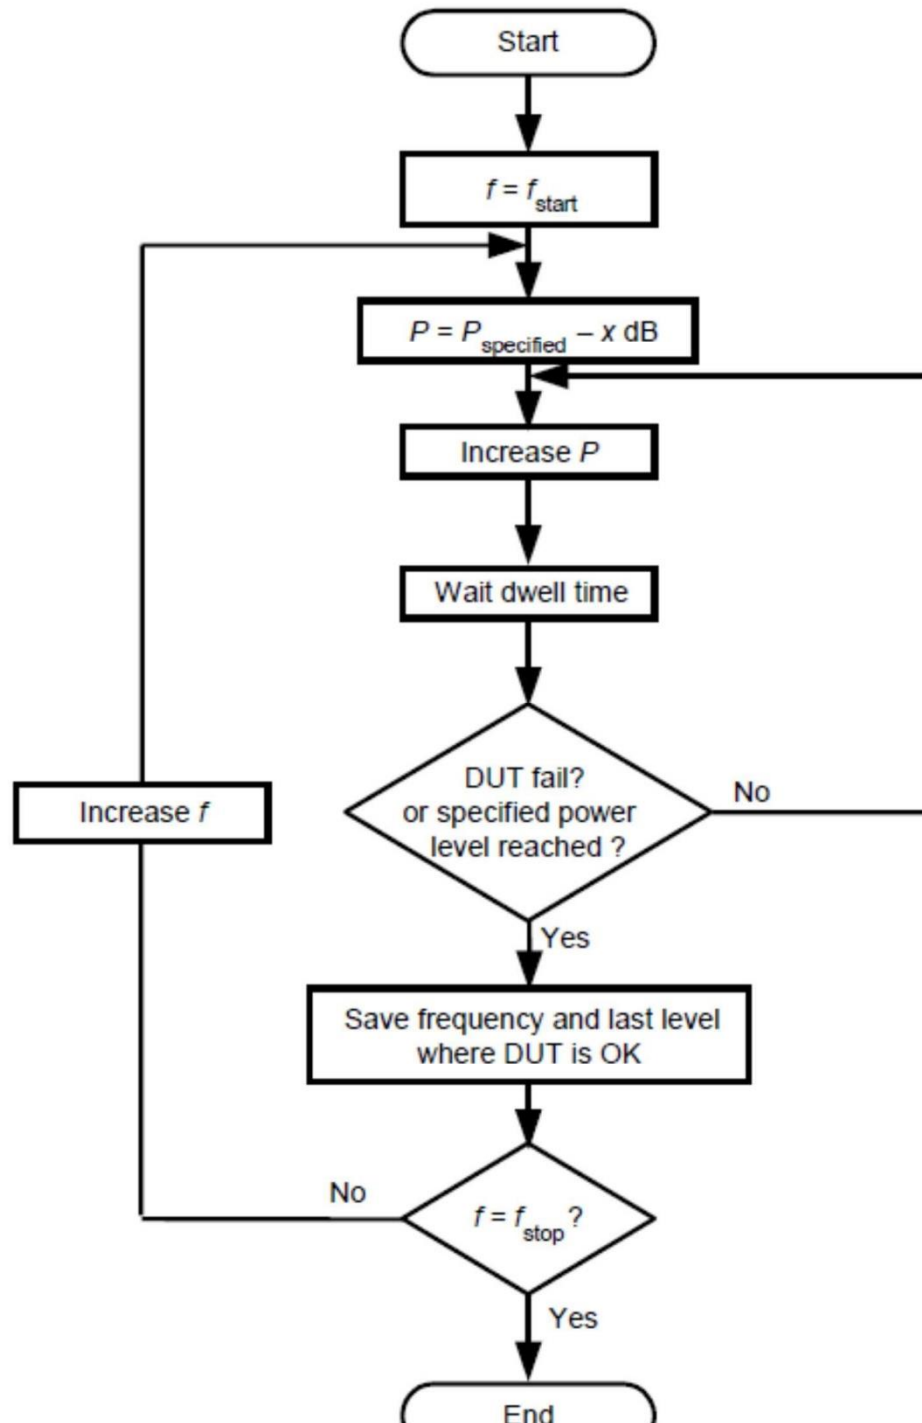 Start
f = fstart
P = Pspecified – x dB
Increase P
Wait dwell time
DUT fail?
or specified power
level reached ?
No
Increase f
Yes
Save frequency and last level
where DUT is OK
No
f = fstop ?
Yes
End